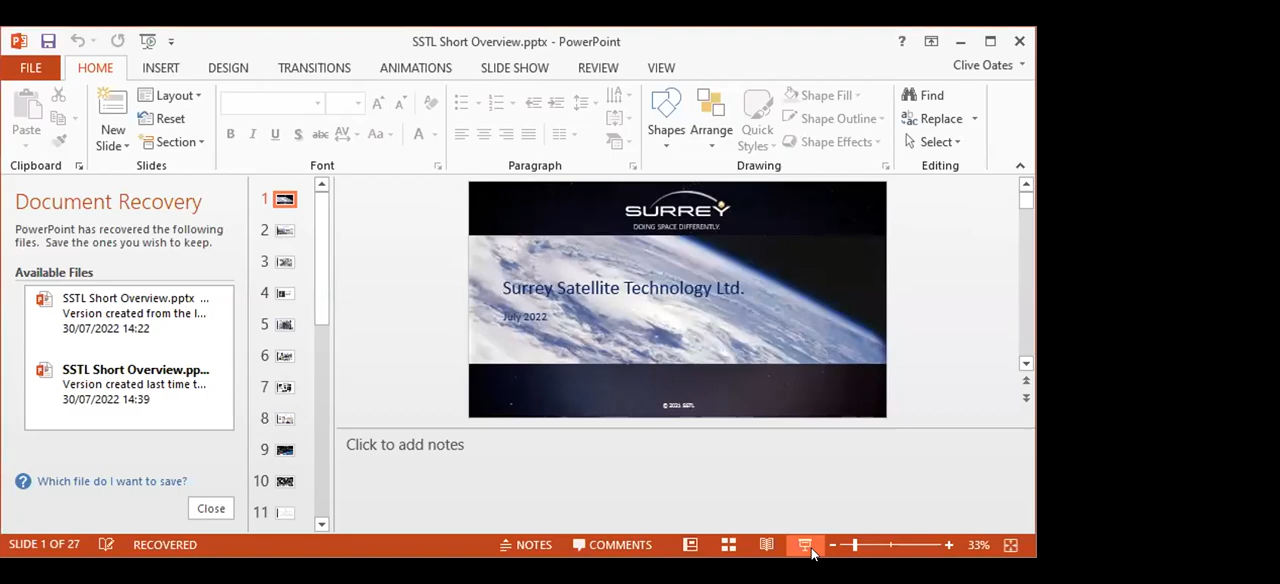 SSTL Short Overview.pptx - PowerPoint
?
FILE
HOME
INSERT
DESIGN
TRANSITIONS
ANIMATIONS
SLIDE SHOW
REVIEW
VIEW
Clive Oates
Paste
New
Slide
Layout
Reset
Section
B I U S abc AV Aa A
Shapes
Arrange
Quick
Styles
Shape Fill
Shape Outline
Shape Effects
Find
Replace
Select
Clipboard
Slides
Font
Paragraph
Drawing
Editing
Document Recovery
PowerPoint has recovered the following
files. Save the ones you wish to keep.
Available Files
SSTL Short Overview.pptx ...
Version created from the l...
30/07/2022 14:22
SSTL Short Overview.pp...
Version created last time t...
30/07/2022 14:39
? Which file do I want to save?
Close
1
2
3
4
5
6
7
8
9
10
11
SURREY
DOING SPACE DIFFERENTLY.
Surrey Satellite Technology Ltd.
July 2022
© 2021 SSTL
Click to add notes
SLIDE 1 OF 27
RECOVERED
NOTES
COMMENTS
33%